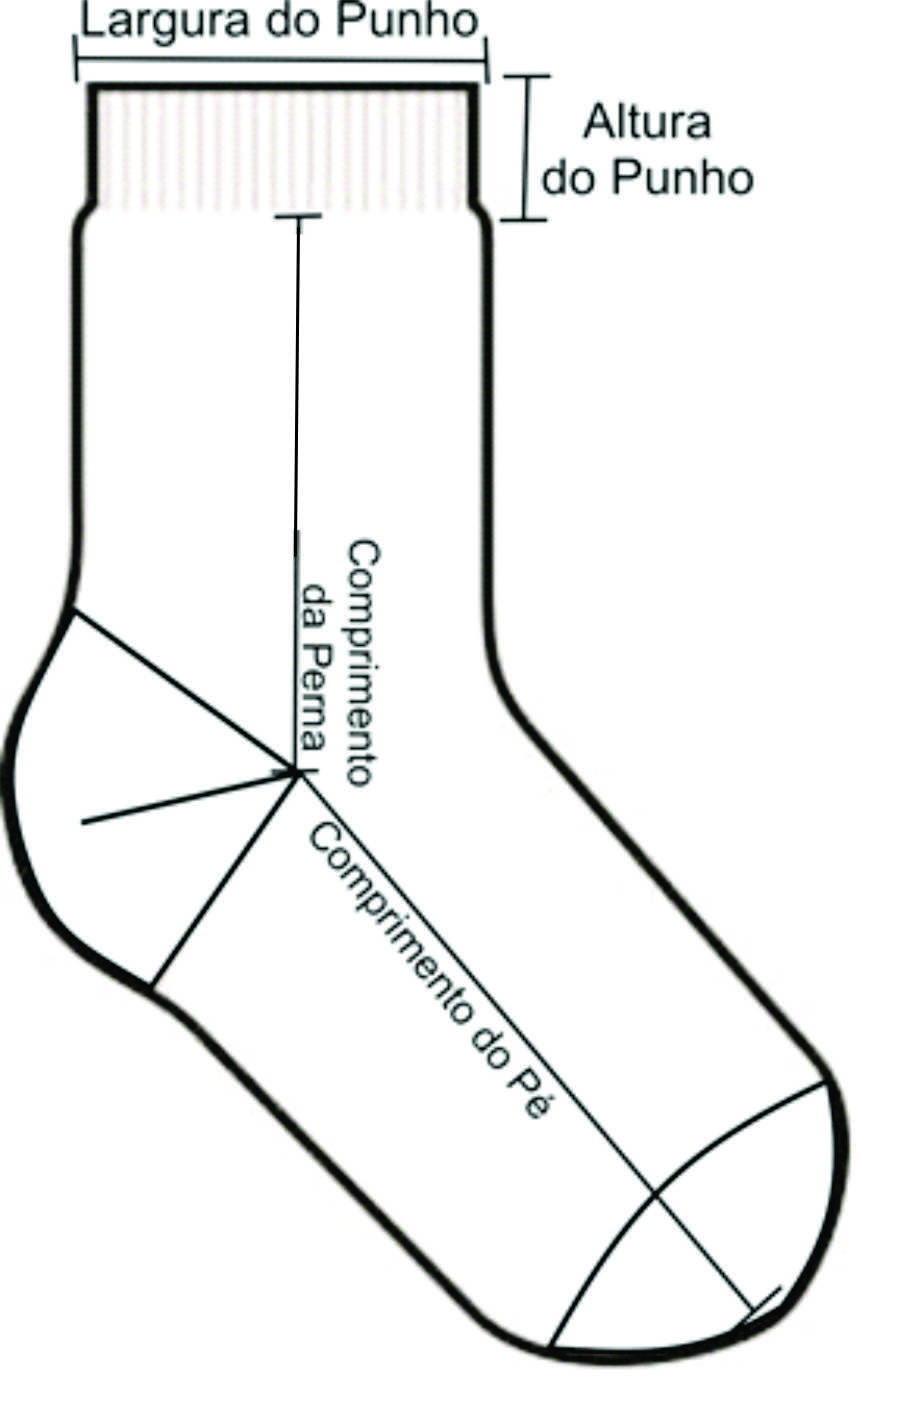 Largura do Punho
Altura
do Punho
Comprimento
da Perna
Comprimento do Pé